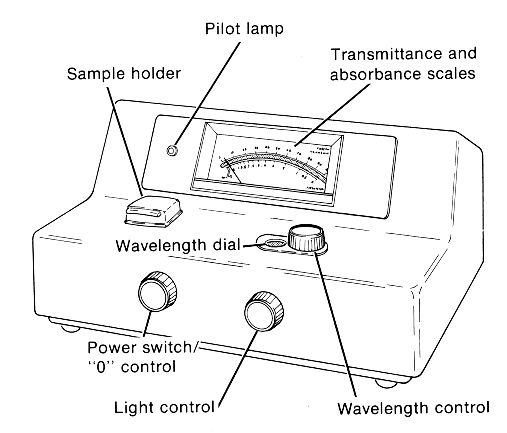 Pilot lamp
Transmittance and
absorbance scales
Sample holder
Wavelength dial
Power switch/
"0" control
Light control
Wavelength control